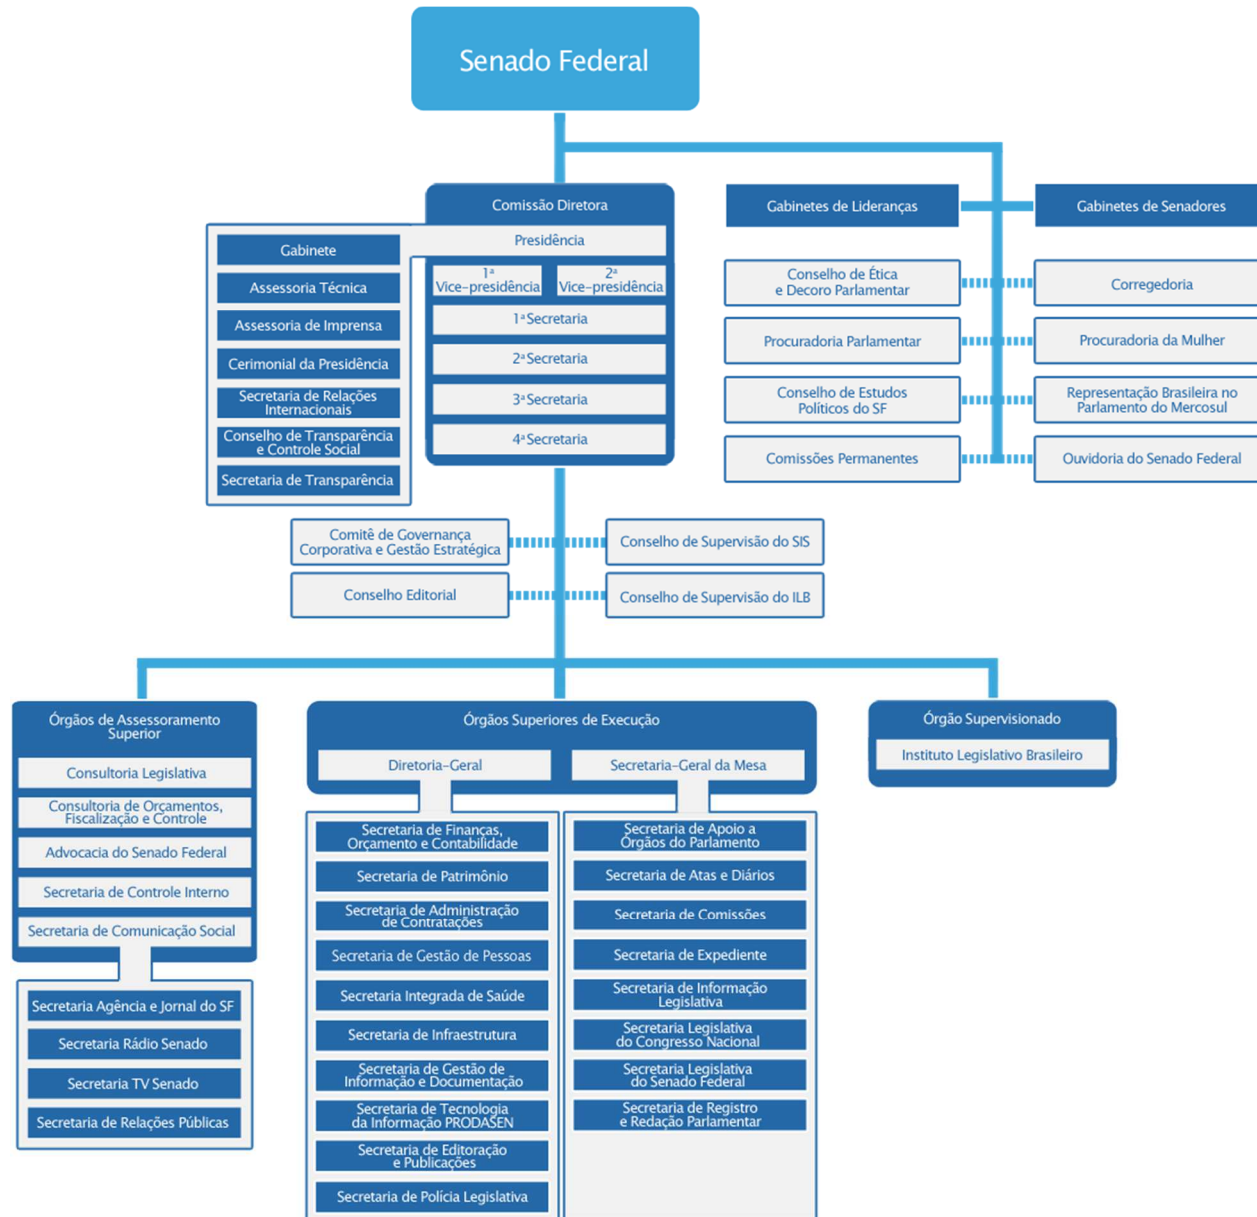 Senado Federal
Comissão Diretora
Presidência
1ª
Vice-presidência
2ª
Vice-presidência
1ª Secretaria
2ª Secretaria
3ª Secretaria
4ª Secretaria
Gabinete
Assessoria Técnica
Assessoria de Imprensa
Cerimonial da Presidência
Secretaria de Relações
Internacionais
Conselho de Transparência
e Controle Social
Secretaria de Transparência
Gabinetes de Lideranças
Gabinetes de Senadores
Conselho de Ética
e Decoro Parlamentar
Corregedoria
Procuradoria Parlamentar
Procuradoria da Mulher
Conselho de Estudos
Políticos do SF
Representação Brasileira no
Parlamento do Mercosul
Comissões Permanentes
Ouvidoria do Senado Federal
Comitê de Governança
Corporativa e Gestão Estratégica
Conselho de Supervisão do SIS
Conselho Editorial
Conselho de Supervisão do ILB
Órgãos de Assessoramento
Superior
Consultoria Legislativa
Consultoria de Orçamentos,
Fiscalização e Controle
Advocacia do Senado Federal
Secretaria de Controle Interno
Secretaria de Comunicação Social
Secretaria Agência e Jornal do SF
Secretaria Rádio Senado
Secretaria TV Senado
Secretaria de Relações Públicas
Órgãos Superiores de Execução
Diretoria-Geral
Secretaria de Finanças,
Orçamento e Contabilidade
Secretaria de Patrimônio
Secretaria de Administração
de Contratações
Secretaria de Gestão de Pessoas
Secretaria Integrada de Saúde
Secretaria de Infraestrutura
Secretaria de Gestão de
Informação e Documentação
Secretaria de Tecnologia
da Informação PRODASEN
Secretaria de Editoração
e Publicações
Secretaria de Polícia Legislativa
Secretaria-Geral da Mesa
Secretaria de Apoio a
Órgãos do Parlamento
Secretaria de Atas e Diários
Secretaria de Comissões
Secretaria de Expediente
Secretaria de Informação
Legislativa
Secretaria Legislativa
do Congresso Nacional
Secretaria Legislativa
do Senado Federal
Secretaria de Registro
e Redação Parlamentar
Órgão Supervisionado
Instituto Legislativo Brasileiro